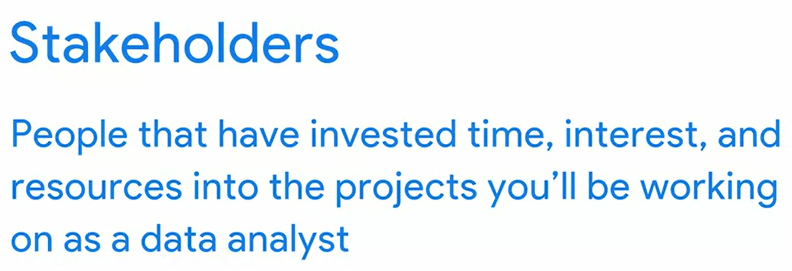 Stakeholders
People that have invested time, interest, and
resources into the projects you'll be working
on as a data analyst